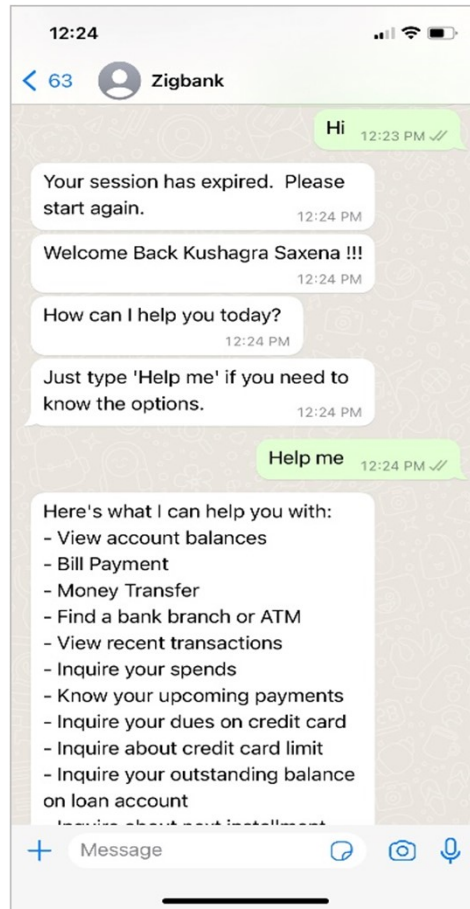 12:24
63 Zigbank
Hi 12:23 PM
Your session has expired.  Please
start again. 12:24 PM
Welcome Back Kushagra Saxena !!!
12:24 PM
How can I help you today?
12:24 PM
Just type 'Help me' if you need to
know the options. 12:24 PM
Help me 12:24 PM
Here's what I can help you with:
- View account balances
- Bill Payment
- Money Transfer
- Find a bank branch or ATM
- View recent transactions
- Inquire your spends
- Know your upcoming payments
- Inquire your dues on credit card
- Inquire about credit card limit
- Inquire your outstanding balance
on loan account
- Inquire about next installment
Message